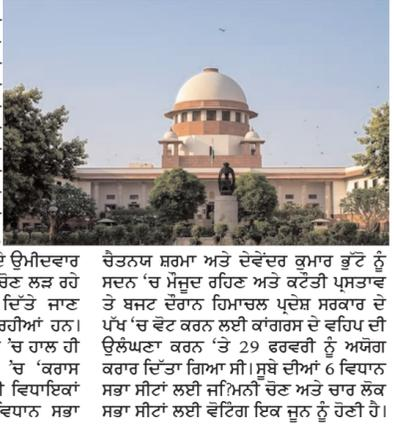 ਏ ਉਮੀਦਵਾਰ
ਚੋਣ ਲੜ ਰਹੇ
ਦਿੱਤੇ ਜਾਣ
ਰਹੀਆਂ ਹਨ।
’ਚ ਹਾਲ ਹੀ
’ਚ ‘ਕਰਾਸ
ੀ ਵਿਧਾਇਕਾਂ
ਵਿਧਾਨ ਸਭਾ
ਚੈਤਨਯ ਸ਼ਰਮਾ ਅਤੇ ਦੇਵੇਂਦਰ ਕੁਮਾਰ ਭੁੱਟੋ ਨੂੰ
ਸਦਨ ‘ਚ ਮੌਜੂਦ ਰਹਿਣ ਅਤੇ ਕਟੌਤੀ ਪ੍ਰਸਤਾਵ
ਤੇ ਬਜਟ ਦੌਰਾਨ ਹਿਮਾਚਲ ਪ੍ਰਦੇਸ਼ ਸਰਕਾਰ ਦੇ
ਪੱਖ ‘ਚ ਵੋਟ ਕਰਨ ਲਈ ਕਾਂਗਰਸ ਦੇ ਵਹਿਪ ਦੀ
ਉਲੰਘਣਾ ਕਰਨ ‘ਤੇ 29 ਫਰਵਰੀ ਨੂੰ ਅਯੋਗ
ਕਰਾਰ ਦਿੱਤਾ ਗਿਆ ਸੀ। ਸੂਬੇ ਦੀਆਂ 6 ਵਿਧਾਨ
ਸਭਾ ਸੀਟਾਂ ਲਈ ਜ਼ਿ?ਮਨੀ ਚੋਣ ਅਤੇ ਚਾਰ ਲੋਕ
ਸਭਾ ਸੀਟਾਂ ਲਈ ਵੋਟਿੰਗ ਇਕ ਜੂਨ ਨੂੰ ਹੋਣੀ ਹੈ।